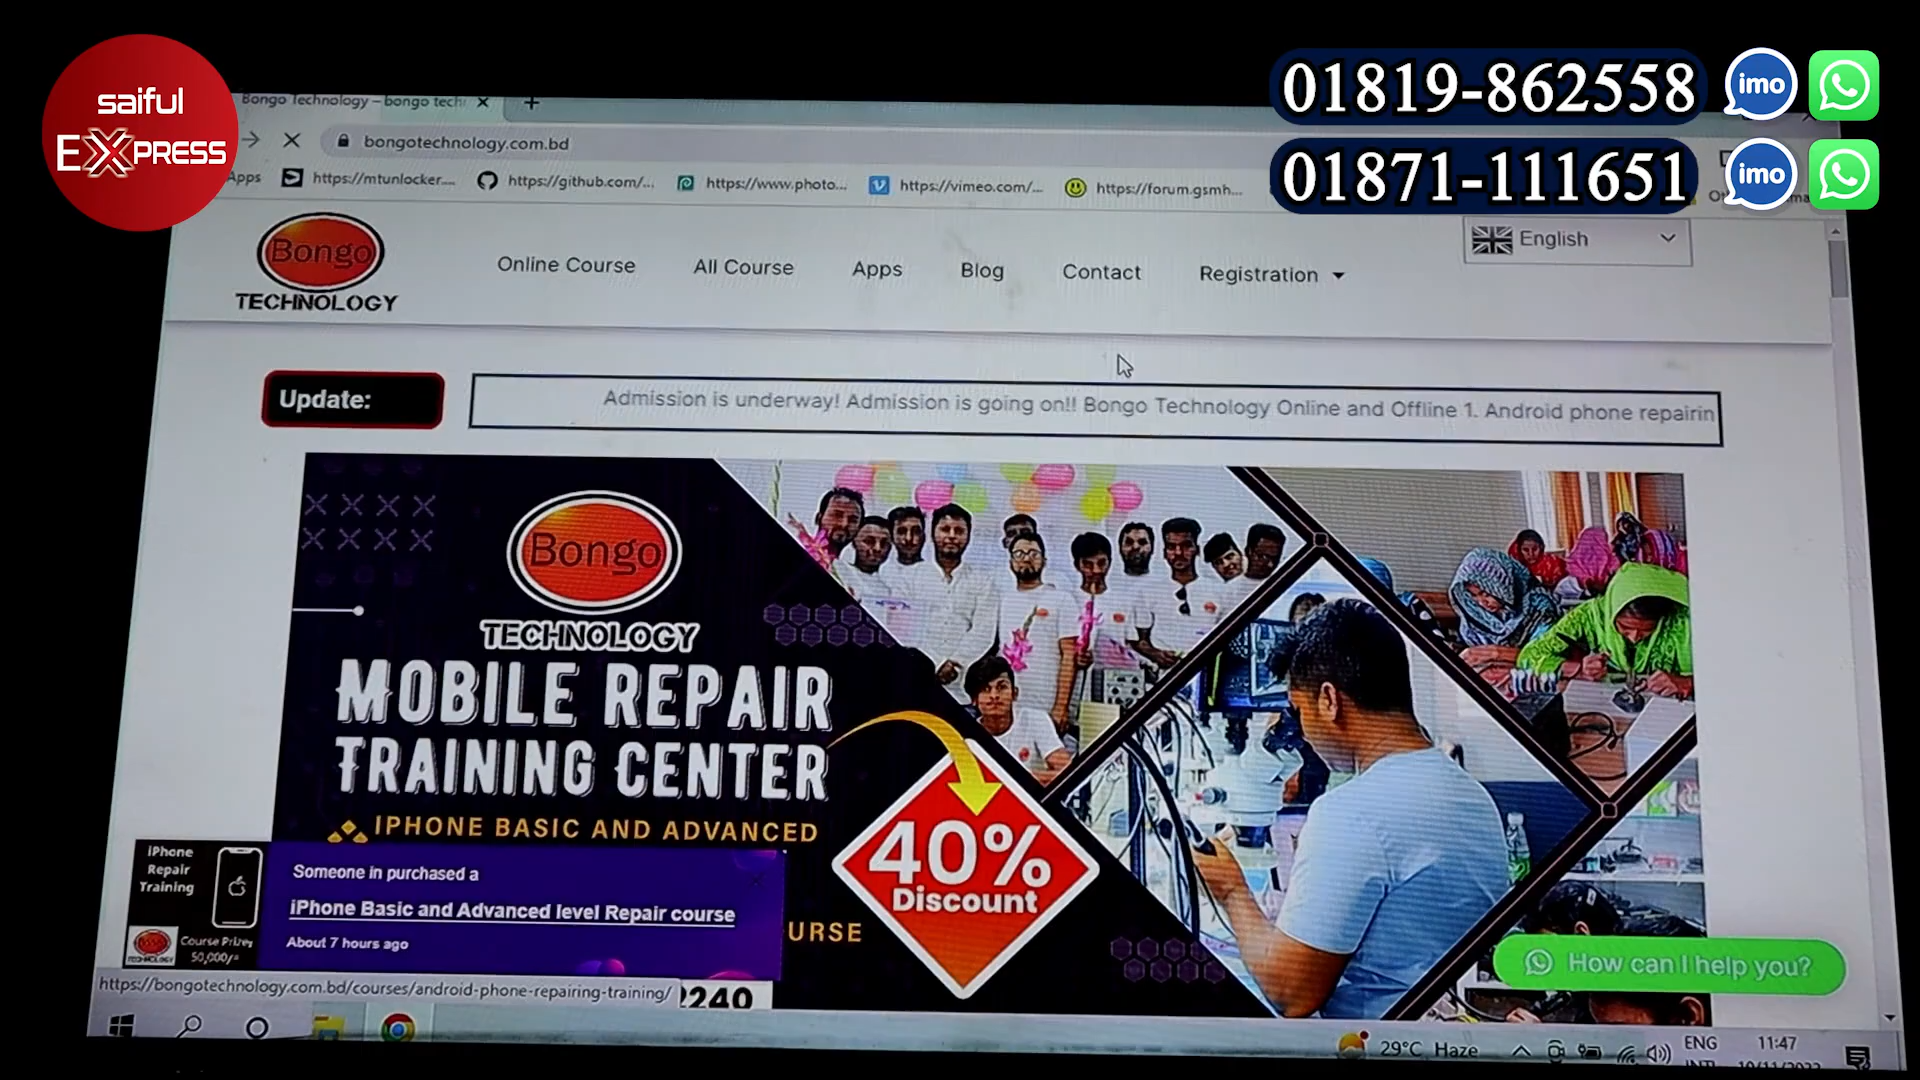 saiful
EXPRESS
01819-862558
imo
01871-111651
imo
Bongo Technology – bongo tech
bongotechnology.com.bd
Apps
https://mtunlocker....
https://github.com/...
https://www.photo...
https://vimeo.com/...
https://forum.gsmh...
Bongo
TECHNOLOGY
Online Course
All Course
Apps
Blog
Contact
Registration
English
Update:
Admission is underway! Admission is going on!! Bongo Technology Online and Offline 1. Android phone repairin
Bongo
TECHNOLOGY
MOBILE REPAIR
TRAINING CENTER
IPHONE BASIC AND ADVANCED
URSE
40%
Discount
iPhone
Repair
Training
Course Prize
50,000/=
Someone in purchased a
iPhone Basic and Advanced level Repair course
About 7 hours ago
How can I help you?
https://bongotechnology.com.bd/courses/android-phone-repairing-training/
2240
29°C Haze
ENG
11:47